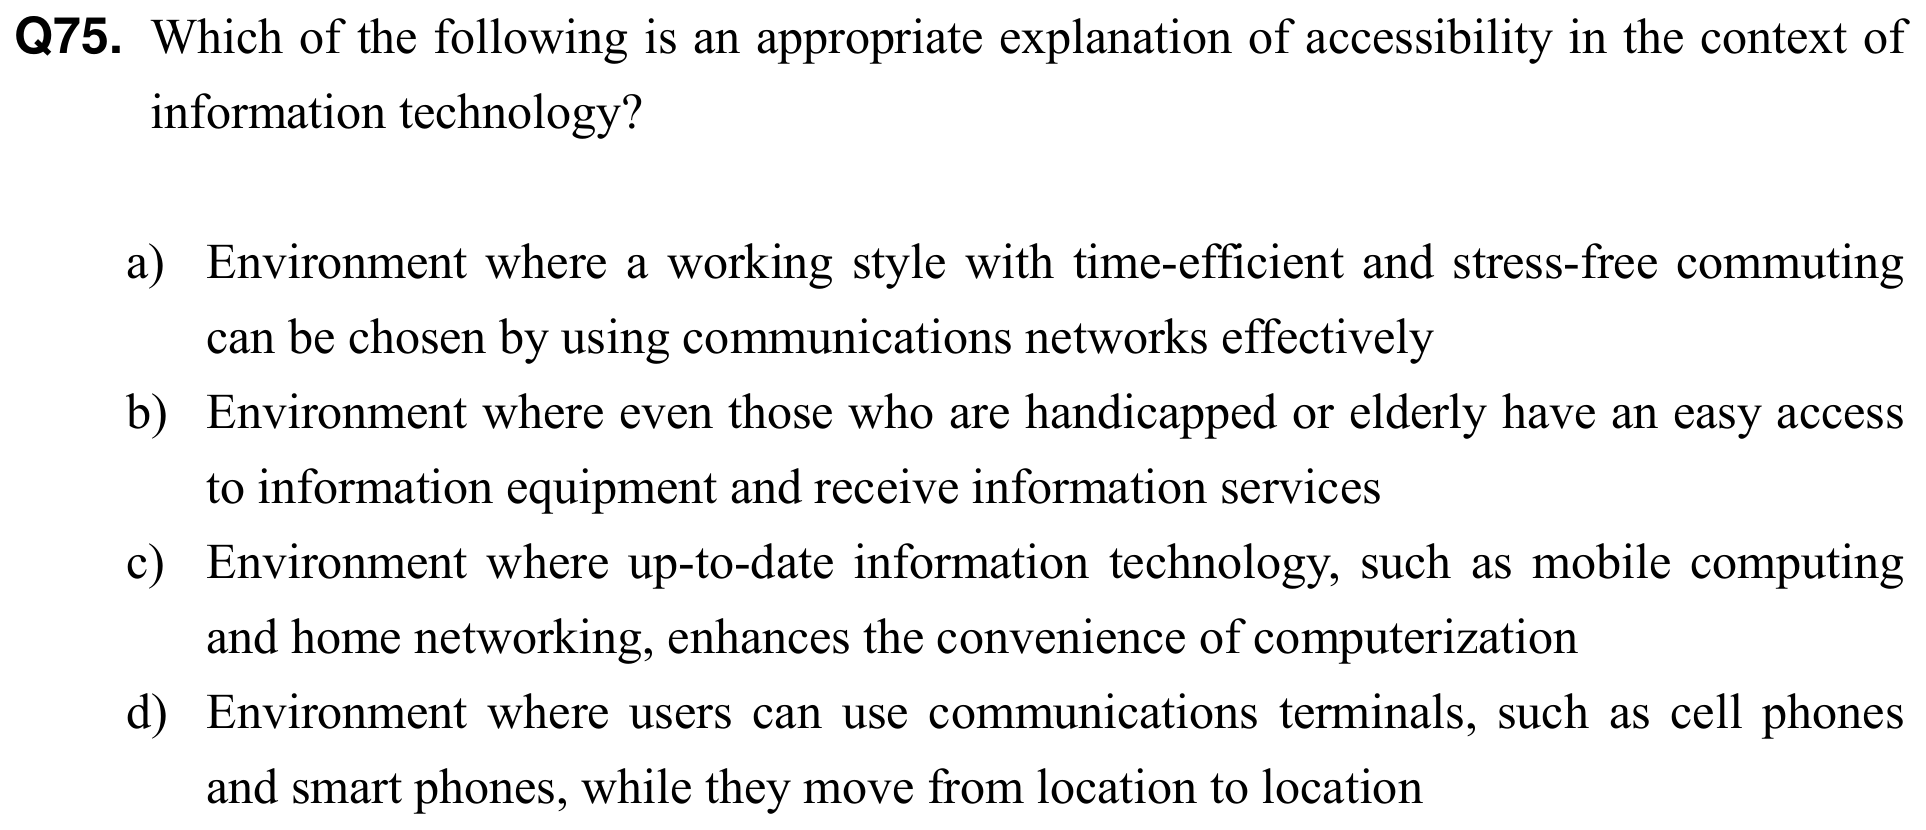 Q75. Which of the following is an appropriate explanation of accessibility in the context of
information technology?
a) Environment where a working style with time-efficient and stress-free commuting
can be chosen by using communications networks effectively
b) Environment where even those who are handicapped or elderly have an easy access
to information equipment and receive information services
c) Environment where up-to-date information technology, such as mobile computing
and home networking, enhances the convenience of computerization
d) Environment where users can use communications terminals, such as cell phones
and smart phones, while they move from location to location